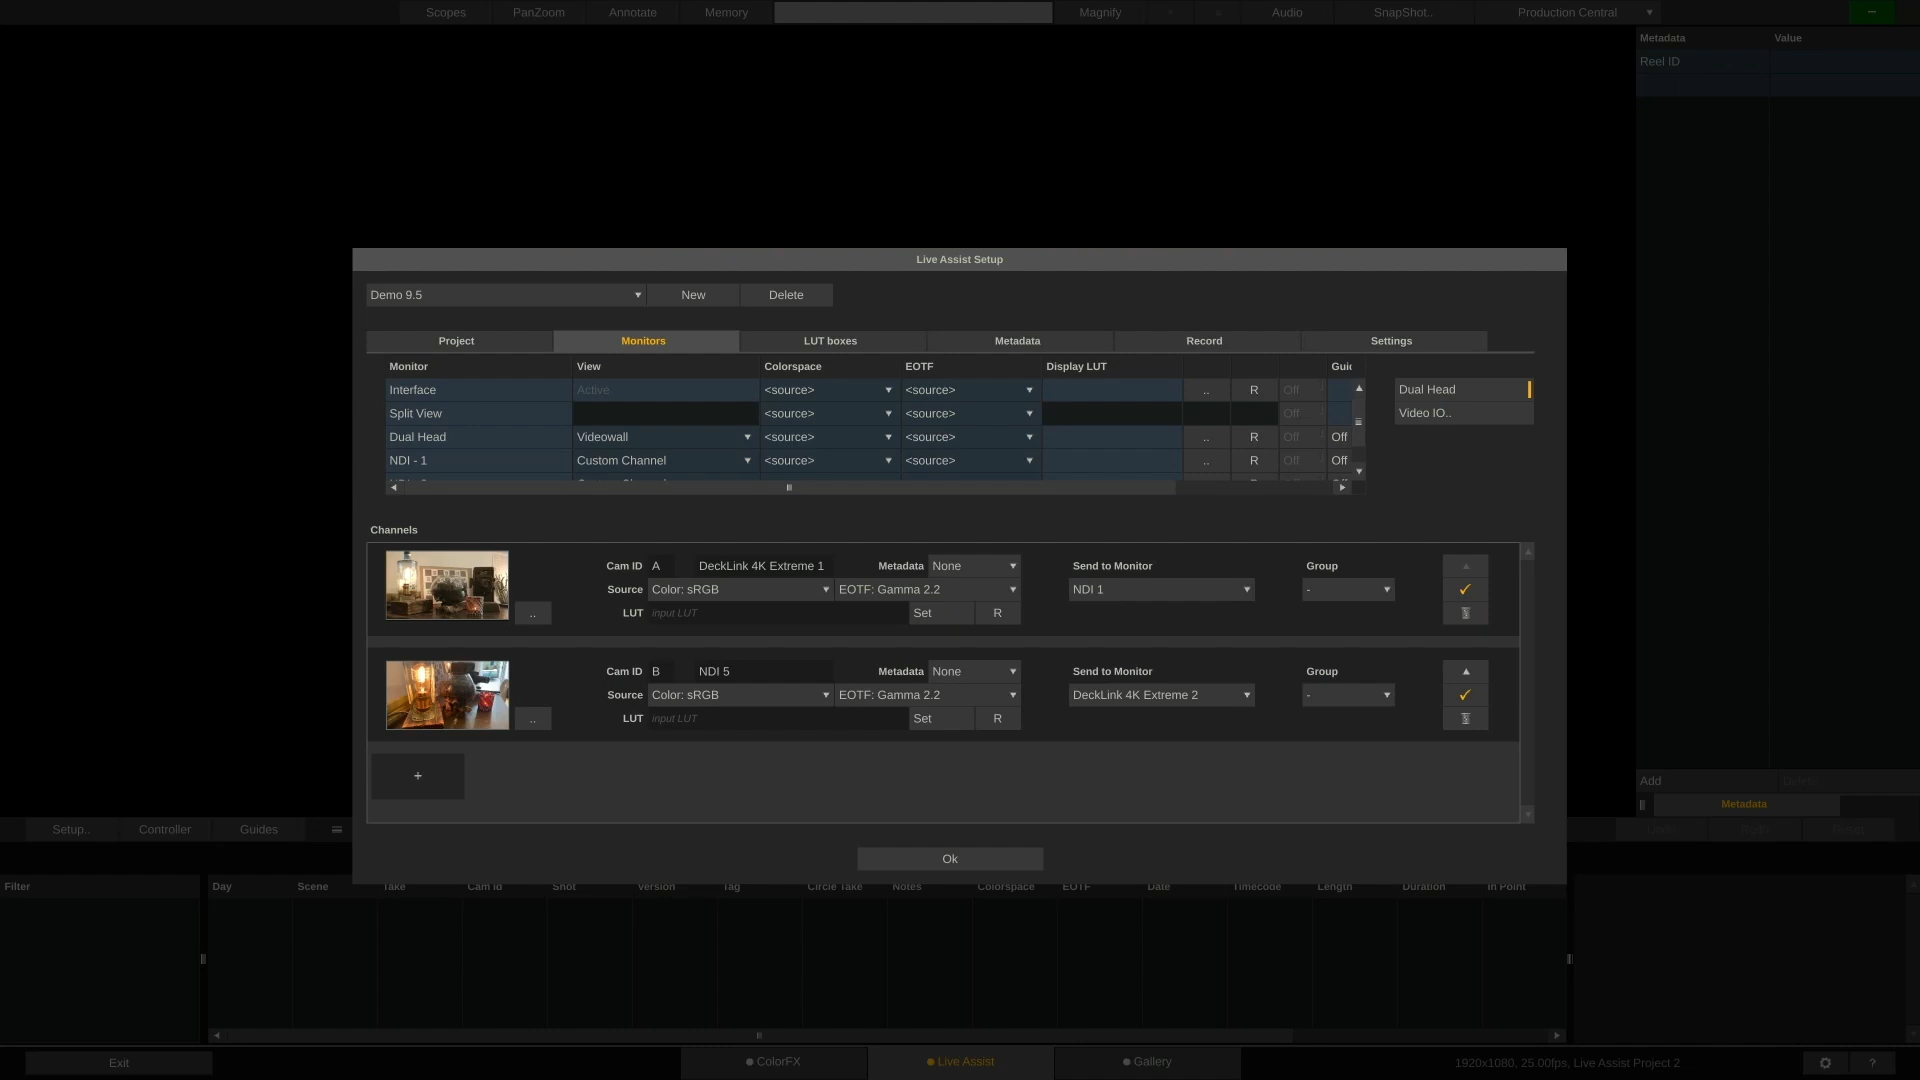 Scopes PanZoom Annotate Memory Magnify Audio SnapShot.. Production Central
Metadata Value
Reel ID
Live Assist Setup
Demo 9.5 New Delete
Project Monitors LUT boxes Metadata Record Settings
Monitor View Colorspace EOTF Display LUT Guid
Interface Active <source> <source> .. R Off
Dual Head
Split View <source> <source> Off
Video IO..
Dual Head Videowall <source> <source> .. R Off Off
NDI - 1 Custom Channel <source> <source> .. R Off Off
Channels
Cam ID A DeckLink 4K Extreme 1 Metadata None Send to Monitor Group
Source Color: sRGB EOTF: Gamma 2.2 NDI 1 -
.. LUT input LUT Set R
Cam ID B NDI 5 Metadata None Send to Monitor Group
Source Color: sRGB EOTF: Gamma 2.2 DeckLink 4K Extreme 2 -
.. LUT input LUT Set R
+
Add Delete
Metadata
Setup.. Controller Guides Undo Redo Reset
Ok
Filter Day Scene Take Cam Id Shot Version Tag Circle Take Notes Colorspace EOTF Date Timecode Length Duration In Point
Exit ColorFX Live Assist Gallery 1920x1080, 25.00fps, Live Assist Project 2 ?